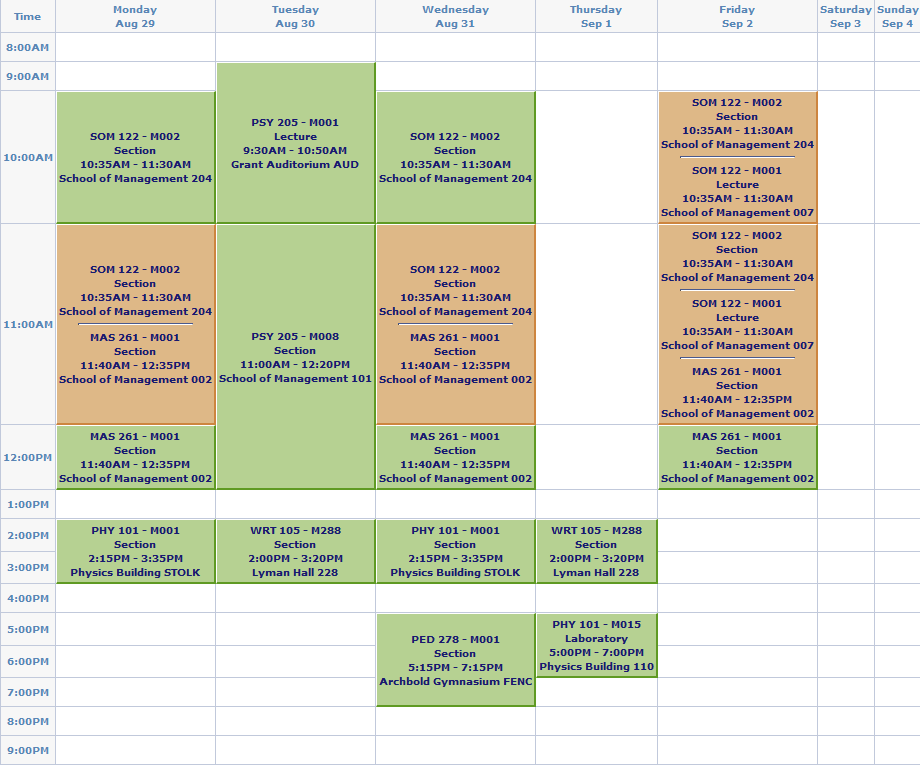 Time
Monday
Aug 29
Tuesday
Aug 30
Wednesday
Aug 31
Thursday
Sep 1
Friday
Sep 2
Saturday
Sep 3
Sunday
Sep 4
8:00AM
9:00AM
10:00AM
SOM 122 - M002
Section
10:35AM - 11:30AM
School of Management 204
PSY 205 - M001
Lecture
9:30AM - 10:50AM
Grant Auditorium AUD
SOM 122 - M002
Section
10:35AM - 11:30AM
School of Management 204
SOM 122 - M002
Section
10:35AM - 11:30AM
School of Management 204
SOM 122 - M001
Lecture
10:35AM - 11:30AM
School of Management 007
11:00AM
SOM 122 - M002
Section
10:35AM - 11:30AM
School of Management 204
MAS 261 - M001
Section
11:40AM - 12:35PM
School of Management 002
PSY 205 - M008
Section
11:00AM - 12:20PM
School of Management 101
SOM 122 - M002
Section
10:35AM - 11:30AM
School of Management 204
MAS 261 - M001
Section
11:40AM - 12:35PM
School of Management 002
SOM 122 - M002
Section
10:35AM - 11:30AM
School of Management 204
SOM 122 - M001
Lecture
10:35AM - 11:30AM
School of Management 007
MAS 261 - M001
Section
11:40AM - 12:35PM
School of Management 002
12:00PM
MAS 261 - M001
Section
11:40AM - 12:35PM
School of Management 002
MAS 261 - M001
Section
11:40AM - 12:35PM
School of Management 002
MAS 261 - M001
Section
11:40AM - 12:35PM
School of Management 002
1:00PM
2:00PM
PHY 101 - M001
Section
2:15PM - 3:35PM
Physics Building STOLK
WRT 105 - M288
Section
2:00PM - 3:20PM
Lyman Hall 228
PHY 101 - M001
Section
2:15PM - 3:35PM
Physics Building STOLK
WRT 105 - M288
Section
2:00PM - 3:20PM
Lyman Hall 228
3:00PM
4:00PM
5:00PM
PED 278 - M001
Section
5:15PM - 7:15PM
Archbold Gymnasium FENC
PHY 101 - M015
Laboratory
5:00PM - 7:00PM
Physics Building 110
6:00PM
7:00PM
8:00PM
9:00PM